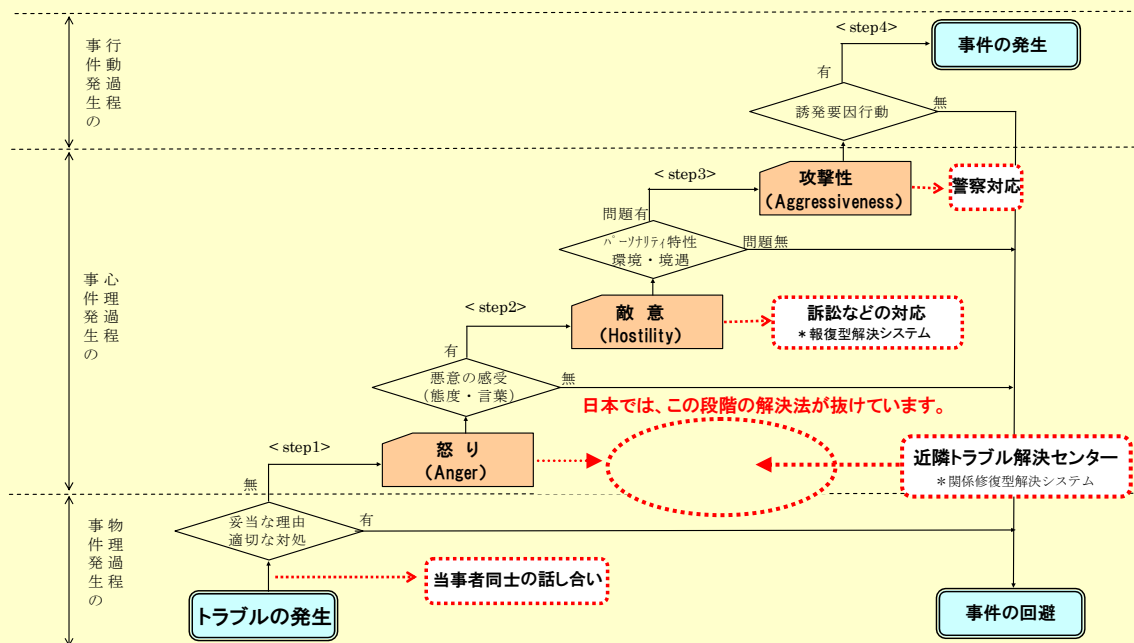 <step4>
事件の発生
有
事件発生の
行動過程
誘発要因行動
無
<step3>
攻撃性
(Aggressiveness)
警察対応
問題有
パーソナリティ特性
環境・境遇
問題無
事件発生の
心理過程
<step2>
敵 意
(Hostility)
訴訟などの対応
*報復型解決システム
有
悪意の感受
(態度・言葉)
無
日本では、この段階の解決法が抜けています。
<step1>
怒 り
(Anger)
近隣トラブル解決センター
*関係修復型解決システム
無
事件発生の
物理過程
妥当な理由
適切な対処
有
当事者同士の話し合い
トラブルの発生
事件の回避